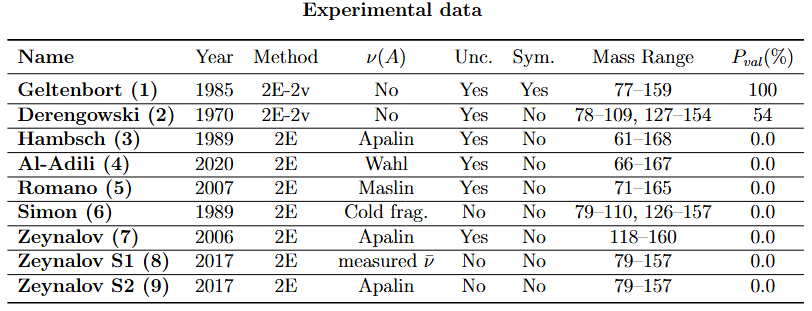 Experimental data
Name Year Method ν(A) Unc. Sym. Mass Range P_val(%)
Geltenbort (1) 1985 2E-2v No Yes Yes 77–159 100
Derengowski (2) 1970 2E-2v No Yes No 78–109, 127–154 54
Hambsch (3) 1989 2E Apalin Yes No 61–168 0.0
Al-Adili (4) 2020 2E Wahl Yes No 66–167 0.0
Romano (5) 2007 2E Maslin Yes No 71–165 0.0
Simon (6) 1989 2E Cold frag. No No 79–110, 126–157 0.0
Zeynalov (7) 2006 2E Apalin Yes No 118–160 0.0
Zeynalov S1 (8) 2017 2E measured ν̄ No No 79–157 0.0
Zeynalov S2 (9) 2017 2E Apalin No No 79–157 0.0